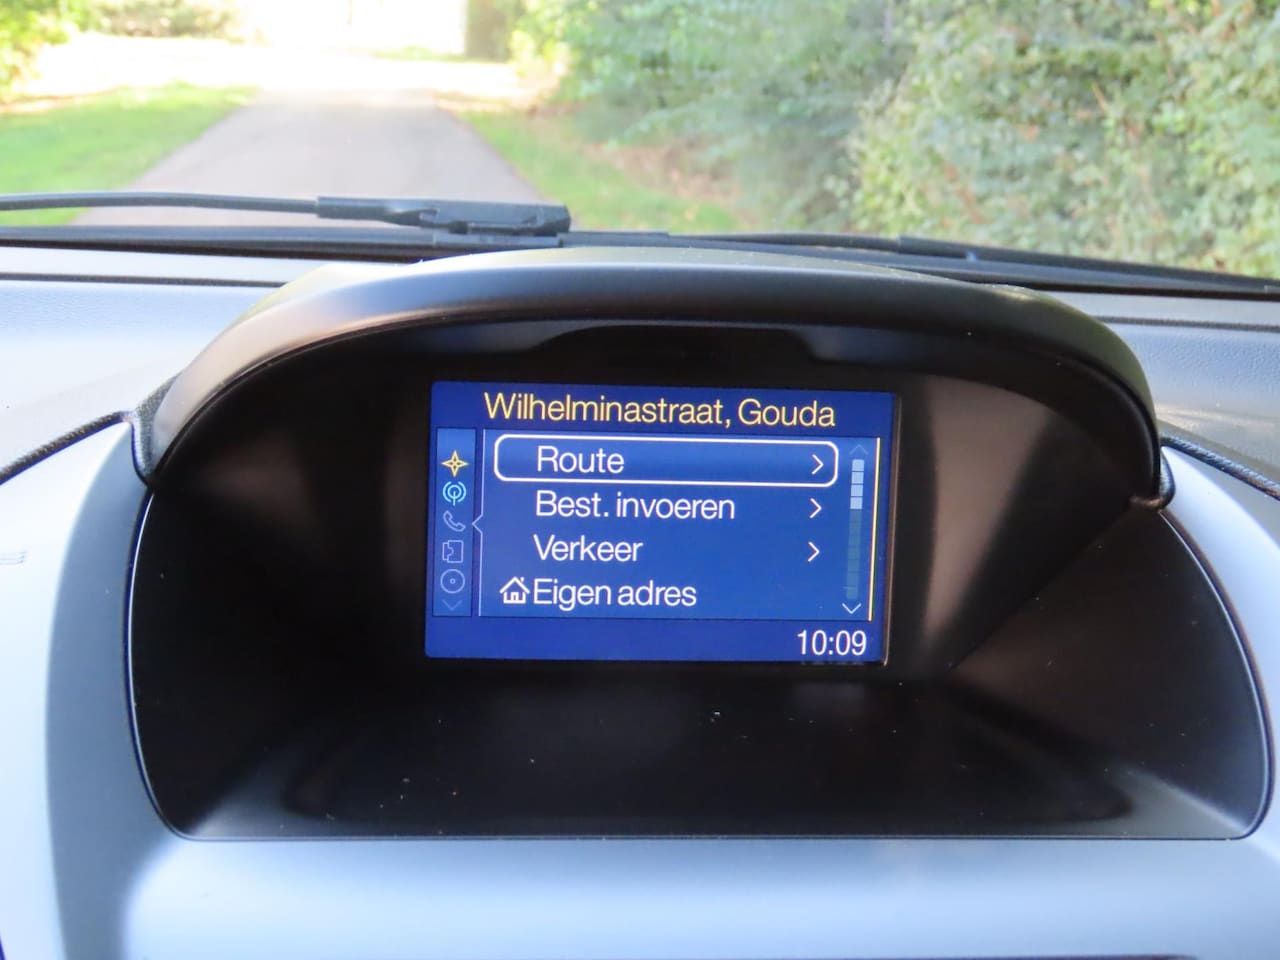 Wilhelminastraat, Gouda
Route
Best. invoeren
Verkeer
Eigen adres
10:09